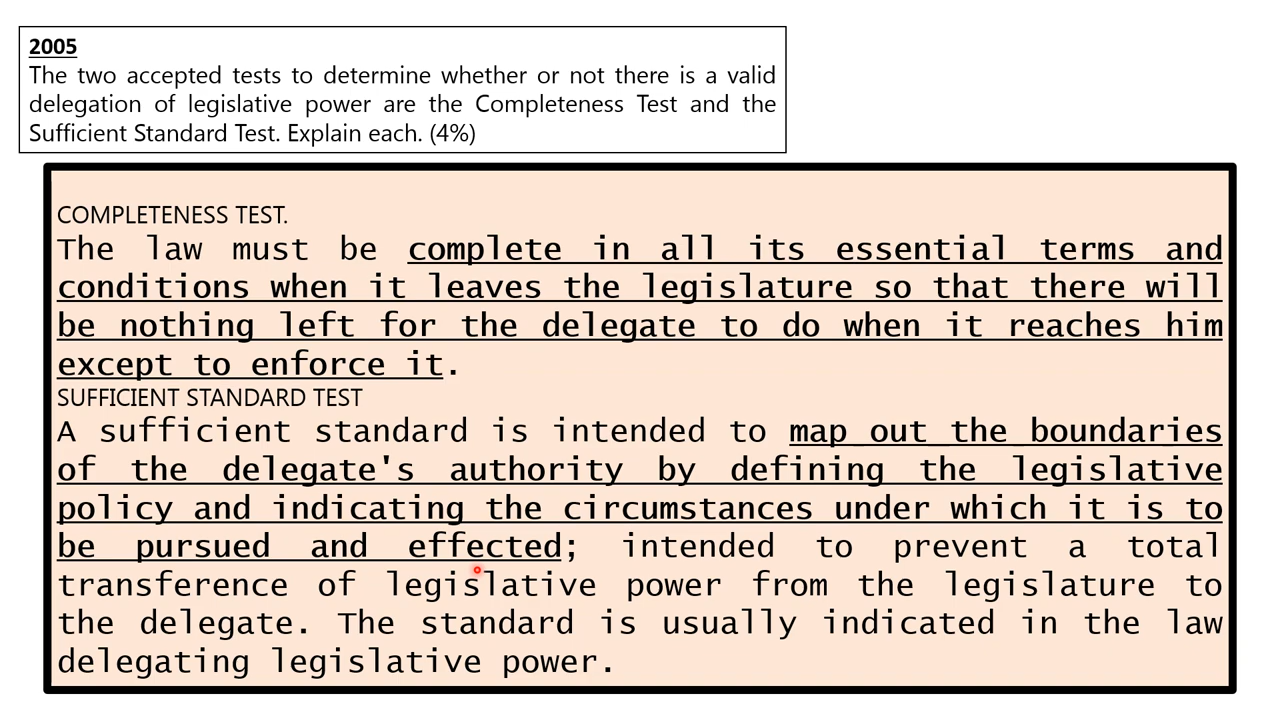 2005
The two accepted tests to determine whether or not there is a valid
delegation of legislative power are the Completeness Test and the
Sufficient Standard Test. Explain each. (4%)
COMPLETENESS TEST.
The law must be complete in all its essential terms and
conditions when it leaves the legislature so that there will
be nothing left for the delegate to do when it reaches him
except to enforce it.
SUFFICIENT STANDARD TEST
A sufficient standard is intended to map out the boundaries
of the delegate's authority by defining the legislative
policy and indicating the circumstances under which it is to
be pursued and effected; intended to prevent a total
transference of legislative power from the legislature to
the delegate. The standard is usually indicated in the law
delegating legislative power.